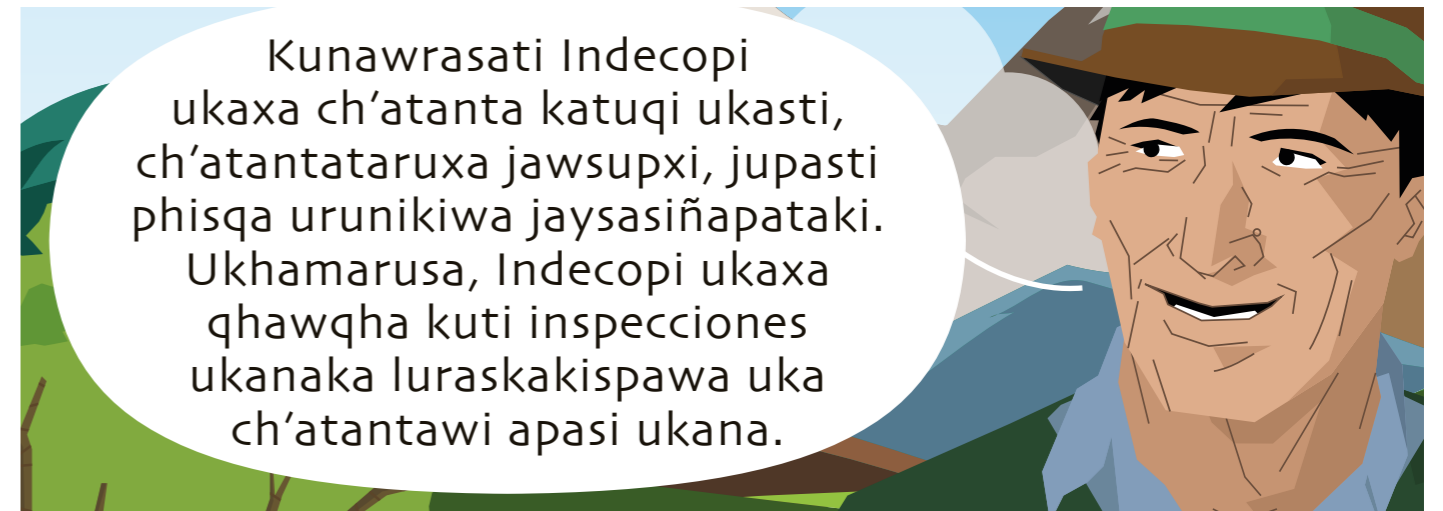 Kunawrasati Indecopi
ukaxa ch’atanta katuqi ukasti,
ch’atantataruxa jawsupxi, jupasti
phisqa urunikiwa jaysasiñapataki.
Ukhamarusa, Indecopi ukaxa
qhawqha kuti inspecciones
ukanaka luraskakispawa uka
ch’atantawi apasi ukana.